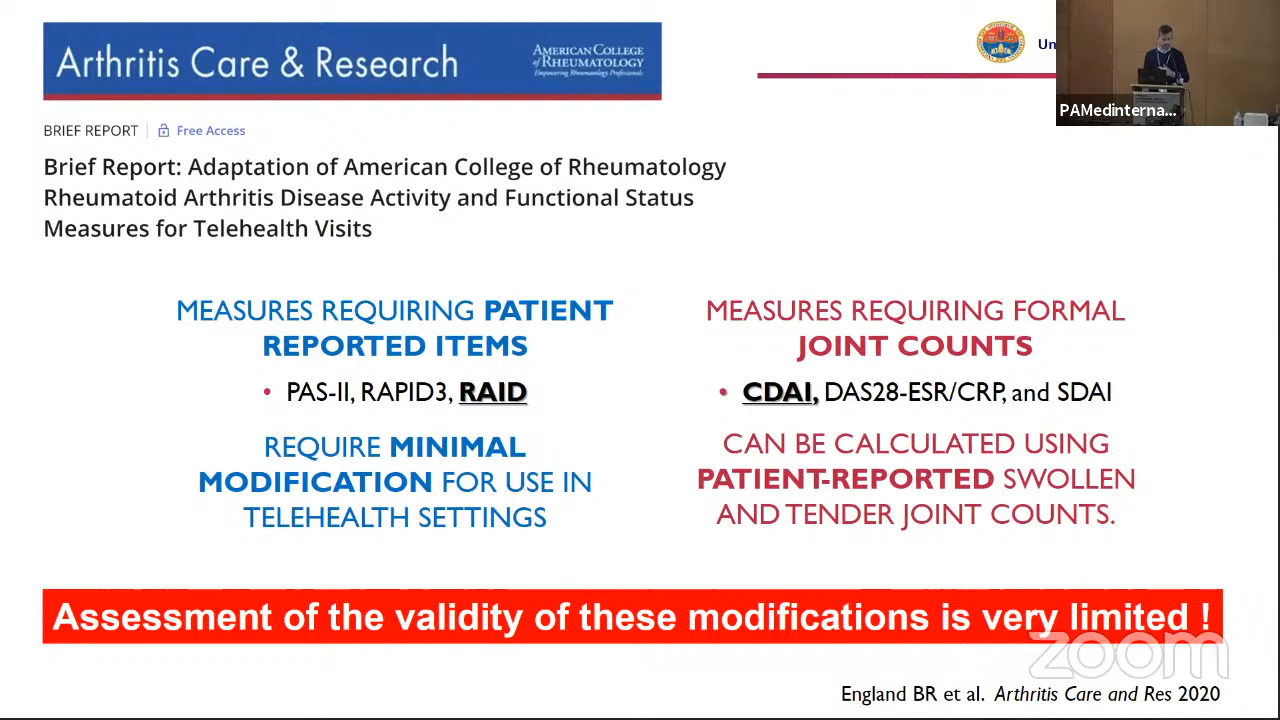 Arthritis Care & Research
AMERICAN COLLEGE
of RHEUMATOLOGY
Empowering Rheumatology Professionals
Un
PAMedinterna...
BRIEF REPORT
Free Access
Brief Report: Adaptation of American College of Rheumatology
Rheumatoid Arthritis Disease Activity and Functional Status
Measures for Telehealth Visits
MEASURES REQUIRING PATIENT
REPORTED ITEMS
• PAS-II, RAPID3, RAID
REQUIRE MINIMAL
MODIFICATION FOR USE IN
TELEHEALTH SETTINGS
MEASURES REQUIRING FORMAL
JOINT COUNTS
• CDAI, DAS28-ESR/CRP, and SDAI
CAN BE CALCULATED USING
PATIENT-REPORTED SWOLLEN
AND TENDER JOINT COUNTS.
Assessment of the validity of these modifications is very limited !
zoom
England BR et al. Arthritis Care and Res 2020